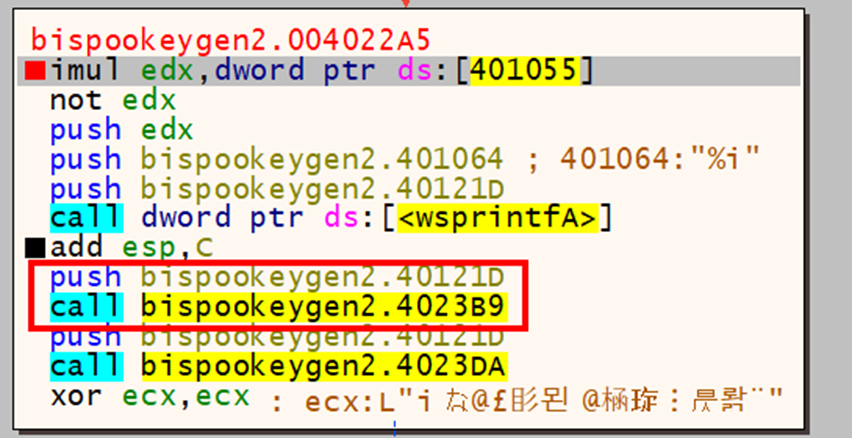 bispookeygen2.004022A5
imul edx,dword ptr ds:[401055]
not edx
push edx
push bispookeygen2.401064 ; 401064:"%i"
push bispookeygen2.40121D
call dword ptr ds:[<wsprintfA>]
add esp,C
push bispookeygen2.40121D
call bispookeygen2.4023B9
push bispookeygen2.40121D
call bispookeygen2.4023DA
xor ecx,ecx : ecx:L"i な@£